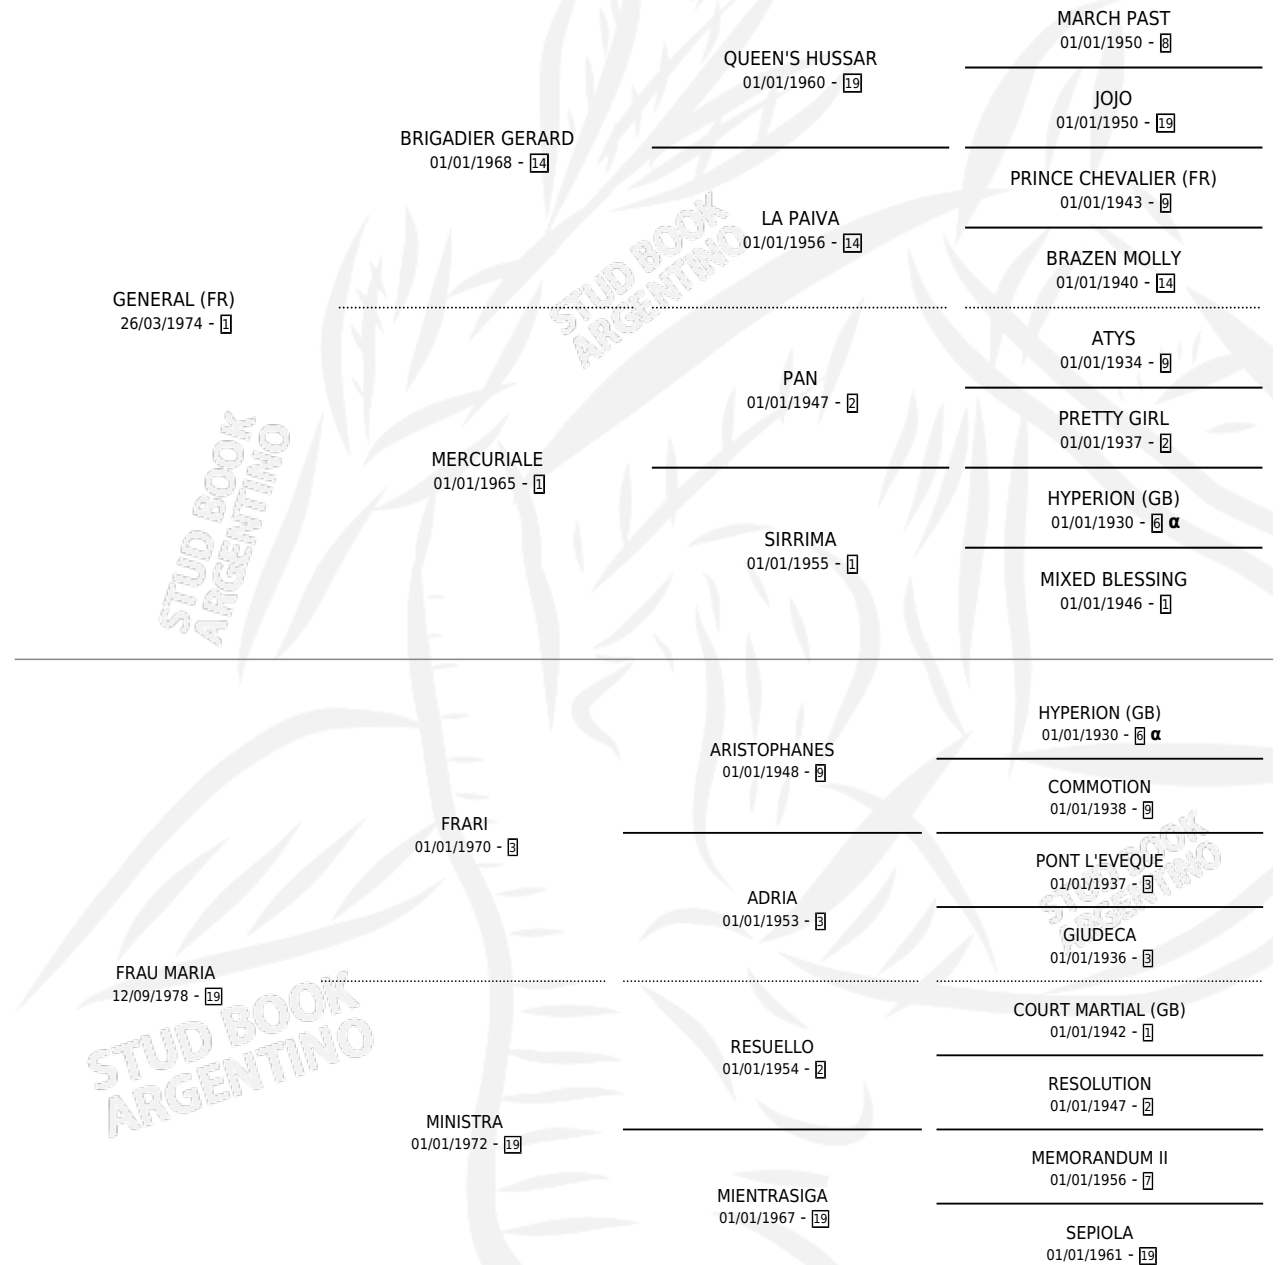 MARCH PAST
01/01/1950 - 8
QUEEN'S HUSSAR
01/01/1960 - 19
JOJO
01/01/1950 - 19
BRIGADIER GERARD
01/01/1968 - 14
PRINCE CHEVALIER (FR)
01/01/1943 - 9
LA PAIVA
01/01/1956 - 14
BRAZEN MOLLY
01/01/1940 - 14
STUD BOOK
ARGENTINO
GENERAL (FR)
26/03/1974 - 1
ATYS
01/01/1934 - 9
PAN
01/01/1947 - 2
PRETTY GIRL
01/01/1937 - 2
MERCURIALE
01/01/1965 - 1
HYPERION (GB)
01/01/1930 - 6 α
SIRRIMA
01/01/1955 - 1
MIXED BLESSING
01/01/1946 - 1
STUD BOOK
ARGENTINO
HYPERION (GB)
01/01/1930 - 6 α
ARISTOPHANES
01/01/1948 - 9
COMMOTION
01/01/1938 - 9
FRARI
01/01/1970 - 3
PONT L'EVEQUE
01/01/1937 - 3
ADRIA
01/01/1953 - 3
GIUDECA
01/01/1936 - 3
STUD BOOK
ARGENTINO
FRAU MARIA
12/09/1978 - 19
COURT MARTIAL (GB)
01/01/1942 - 1
RESUELLO
01/01/1954 - 2
RESOLUTION
01/01/1947 - 2
STUD BOOK
ARGENTINO
MINISTRA
01/01/1972 - 19
MEMORANDUM II
01/01/1956 - 7
MIENTRASIGA
01/01/1967 - 19
SEPIOLA
01/01/1961 - 19